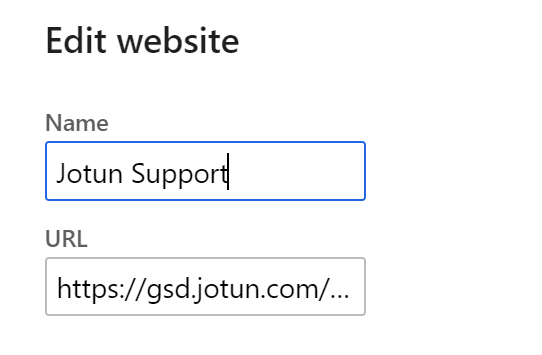 Edit website
Name
Jotun Support
URL
https://gsd.jotun.com/...